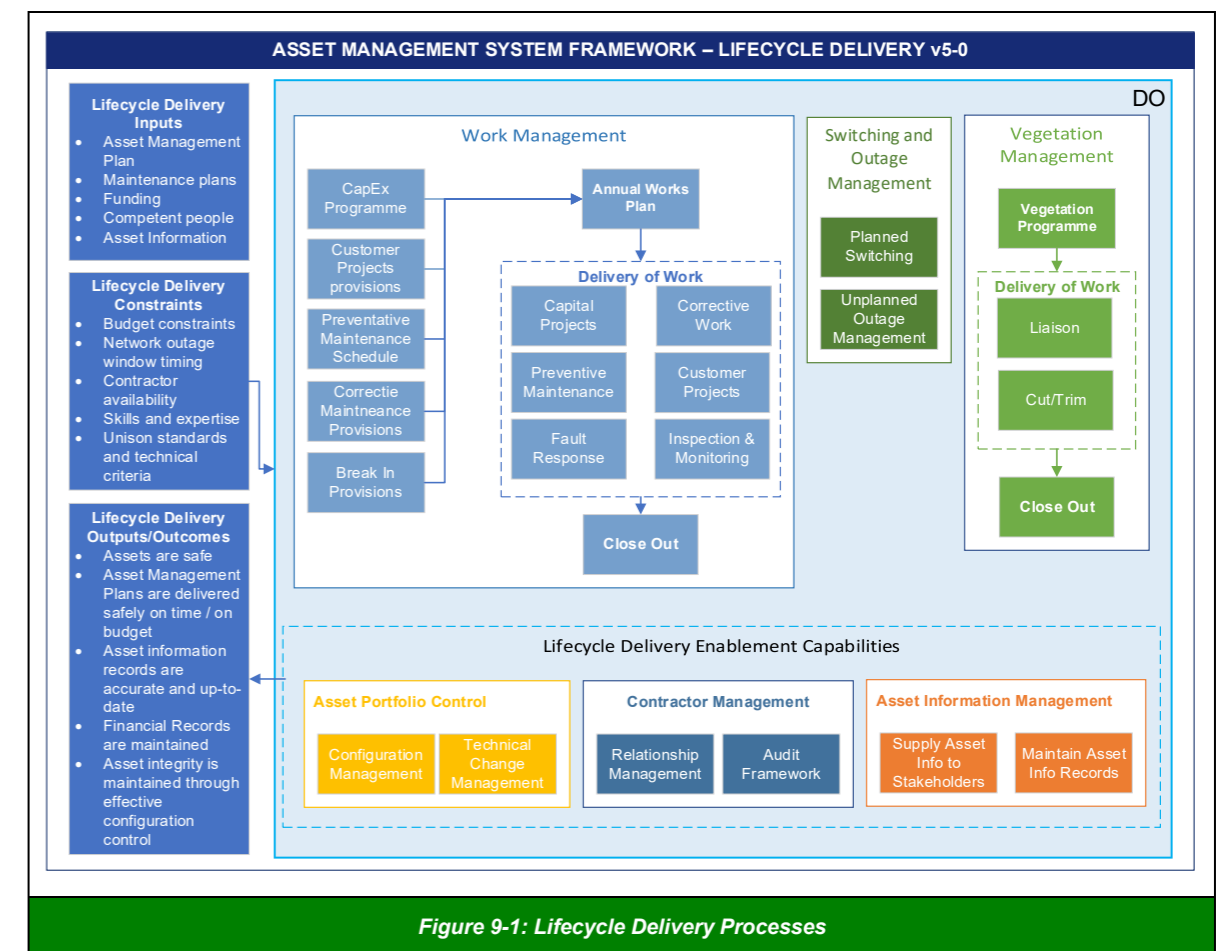 ASSET MANAGEMENT SYSTEM FRAMEWORK – LIFECYCLE DELIVERY v5-0
Lifecycle Delivery
Inputs
• Asset Management
Plan
• Maintenance plans
• Funding
• Competent people
• Asset Information
Lifecycle Delivery
Constraints
• Budget constraints
• Network outage
window timing
• Contractor
availability
• Skills and expertise
• Unison standards
and technical
criteria
Lifecycle Delivery
Outputs/Outcomes
• Assets are safe
• Asset Management
Plans are delivered
safely on time / on
budget
• Asset information
records are
accurate and up-to-
date
• Financial Records
are maintained
• Asset integrity is
maintained through
effective
configuration
control
DO
Work Management
CapEx
Programme
Customer
Projects
provisions
Preventative
Maintenance
Schedule
Correctie
Maintneance
Provisions
Break In
Provisions
Annual Works
Plan
Delivery of Work
Capital
Projects
Corrective
Work
Preventive
Maintenance
Customer
Projects
Fault
Response
Inspection &
Monitoring
Close Out
Switching and
Outage
Management
Planned
Switching
Unplanned
Outage
Management
Vegetation
Management
Vegetation
Programme
Delivery of Work
Liaison
Cut/Trim
Close Out
Lifecycle Delivery Enablement Capabilities
Asset Portfolio Control
Configuration
Management
Technical
Change
Management
Contractor Management
Relationship
Management
Audit
Framework
Asset Information Management
Supply Asset
Info to
Stakeholders
Maintain Asset
Info Records
Figure 9-1: Lifecycle Delivery Processes